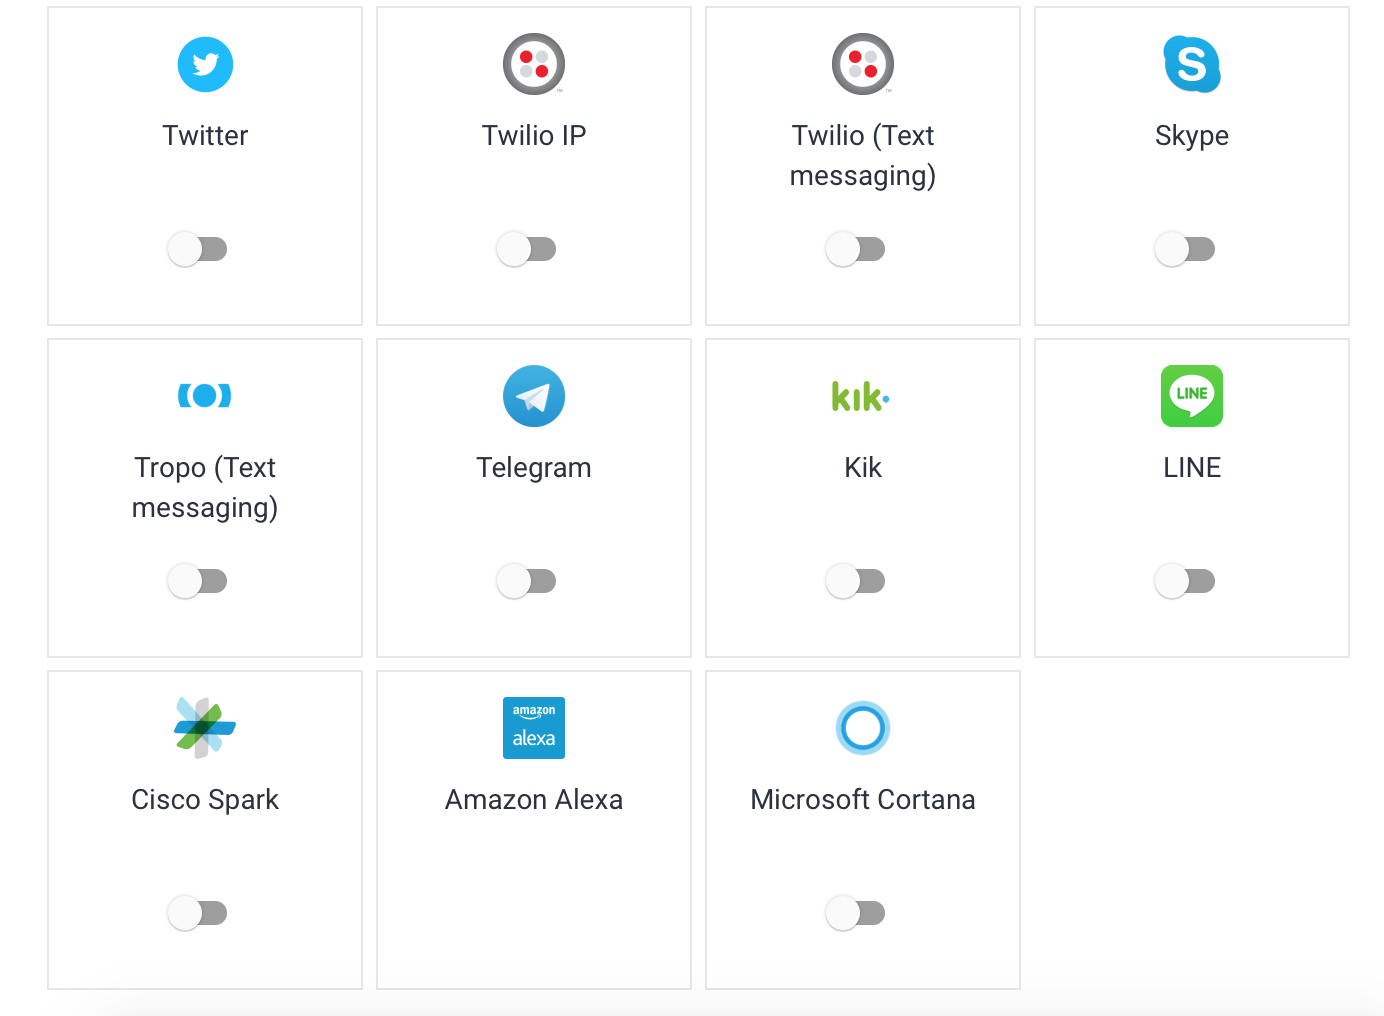 Twitter
Twilio IP
Twilio (Text
messaging)
Skype
Tropo (Text
messaging)
Telegram
kik.
Kik
LINE
LINE
Cisco Spark
amazon
alexa
Amazon Alexa
Microsoft Cortana